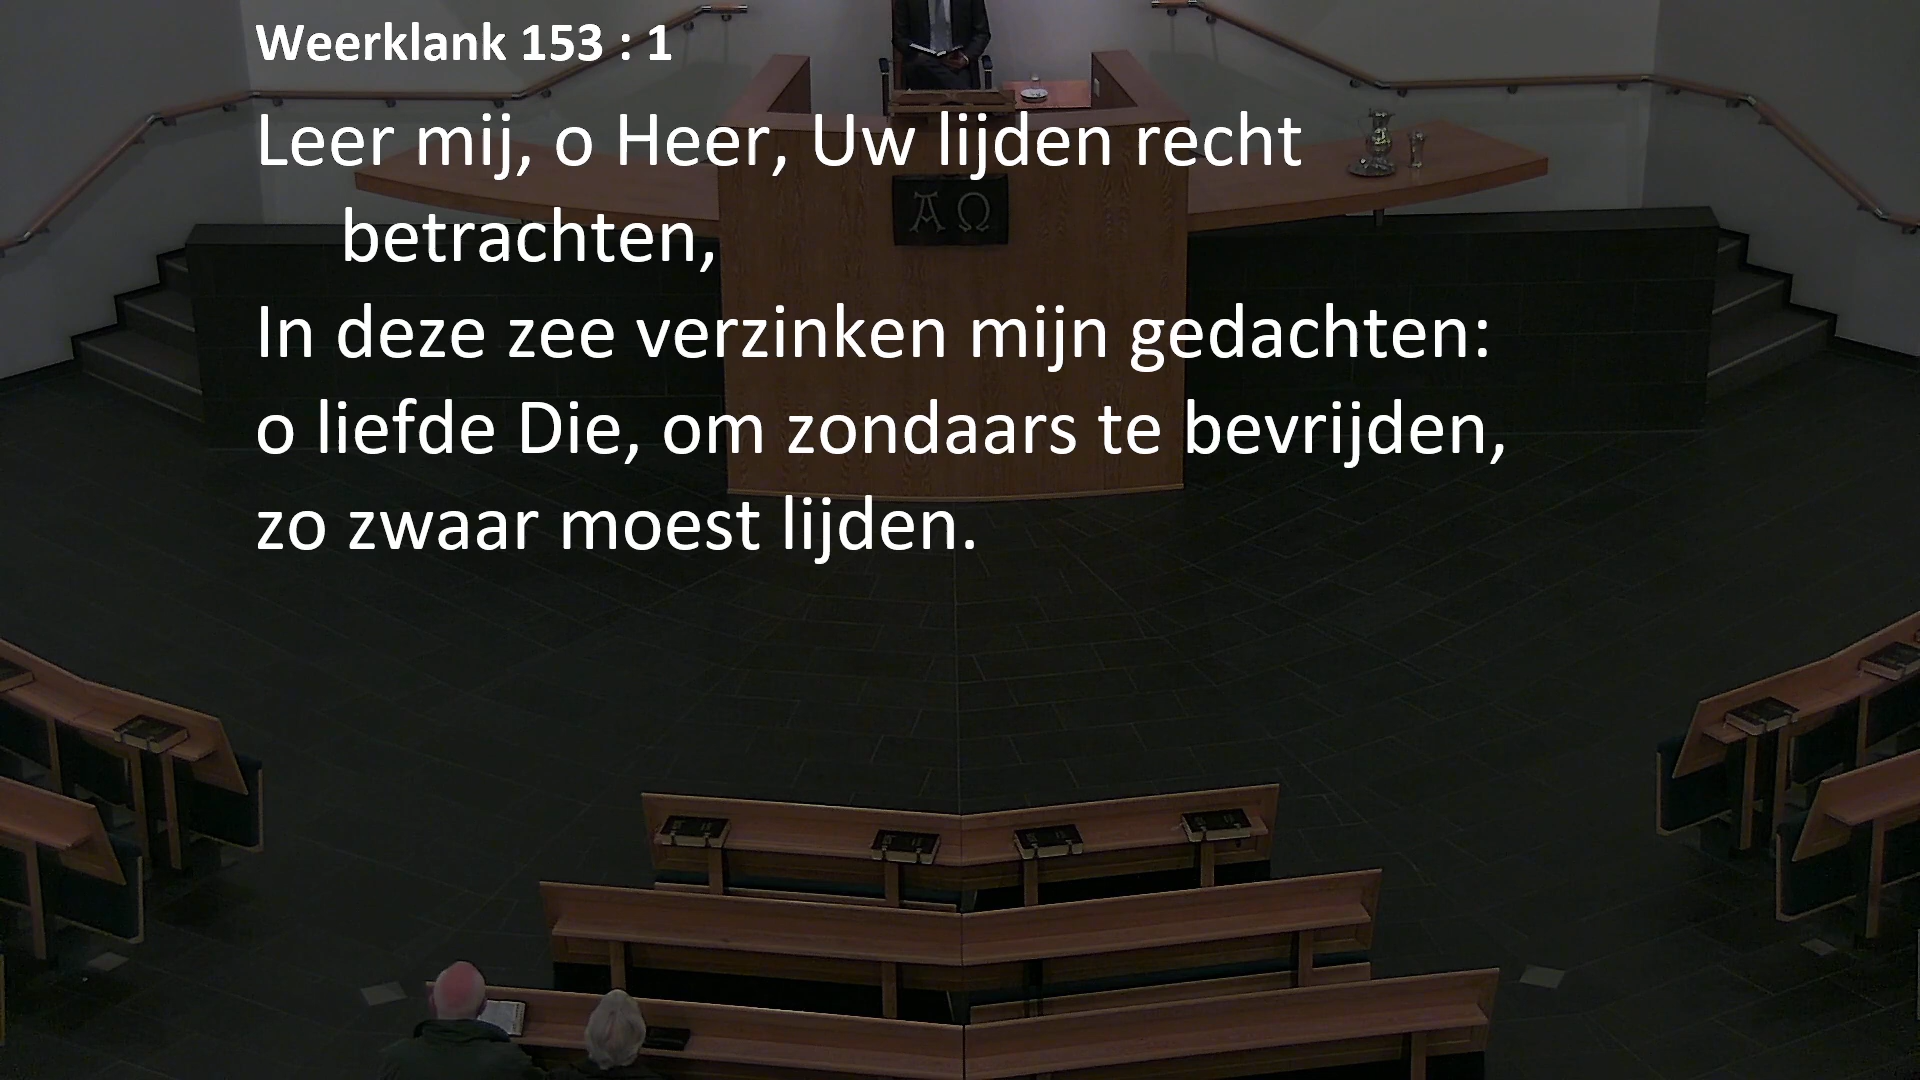 Weerklank 153 : 1
Leer mij, o Heer, Uw lijden recht
betrachten,
In deze zee verzinken mijn gedachten:
o liefde Die, om zondaars te bevrijden,
zo zwaar moest lijden.
Α Ω